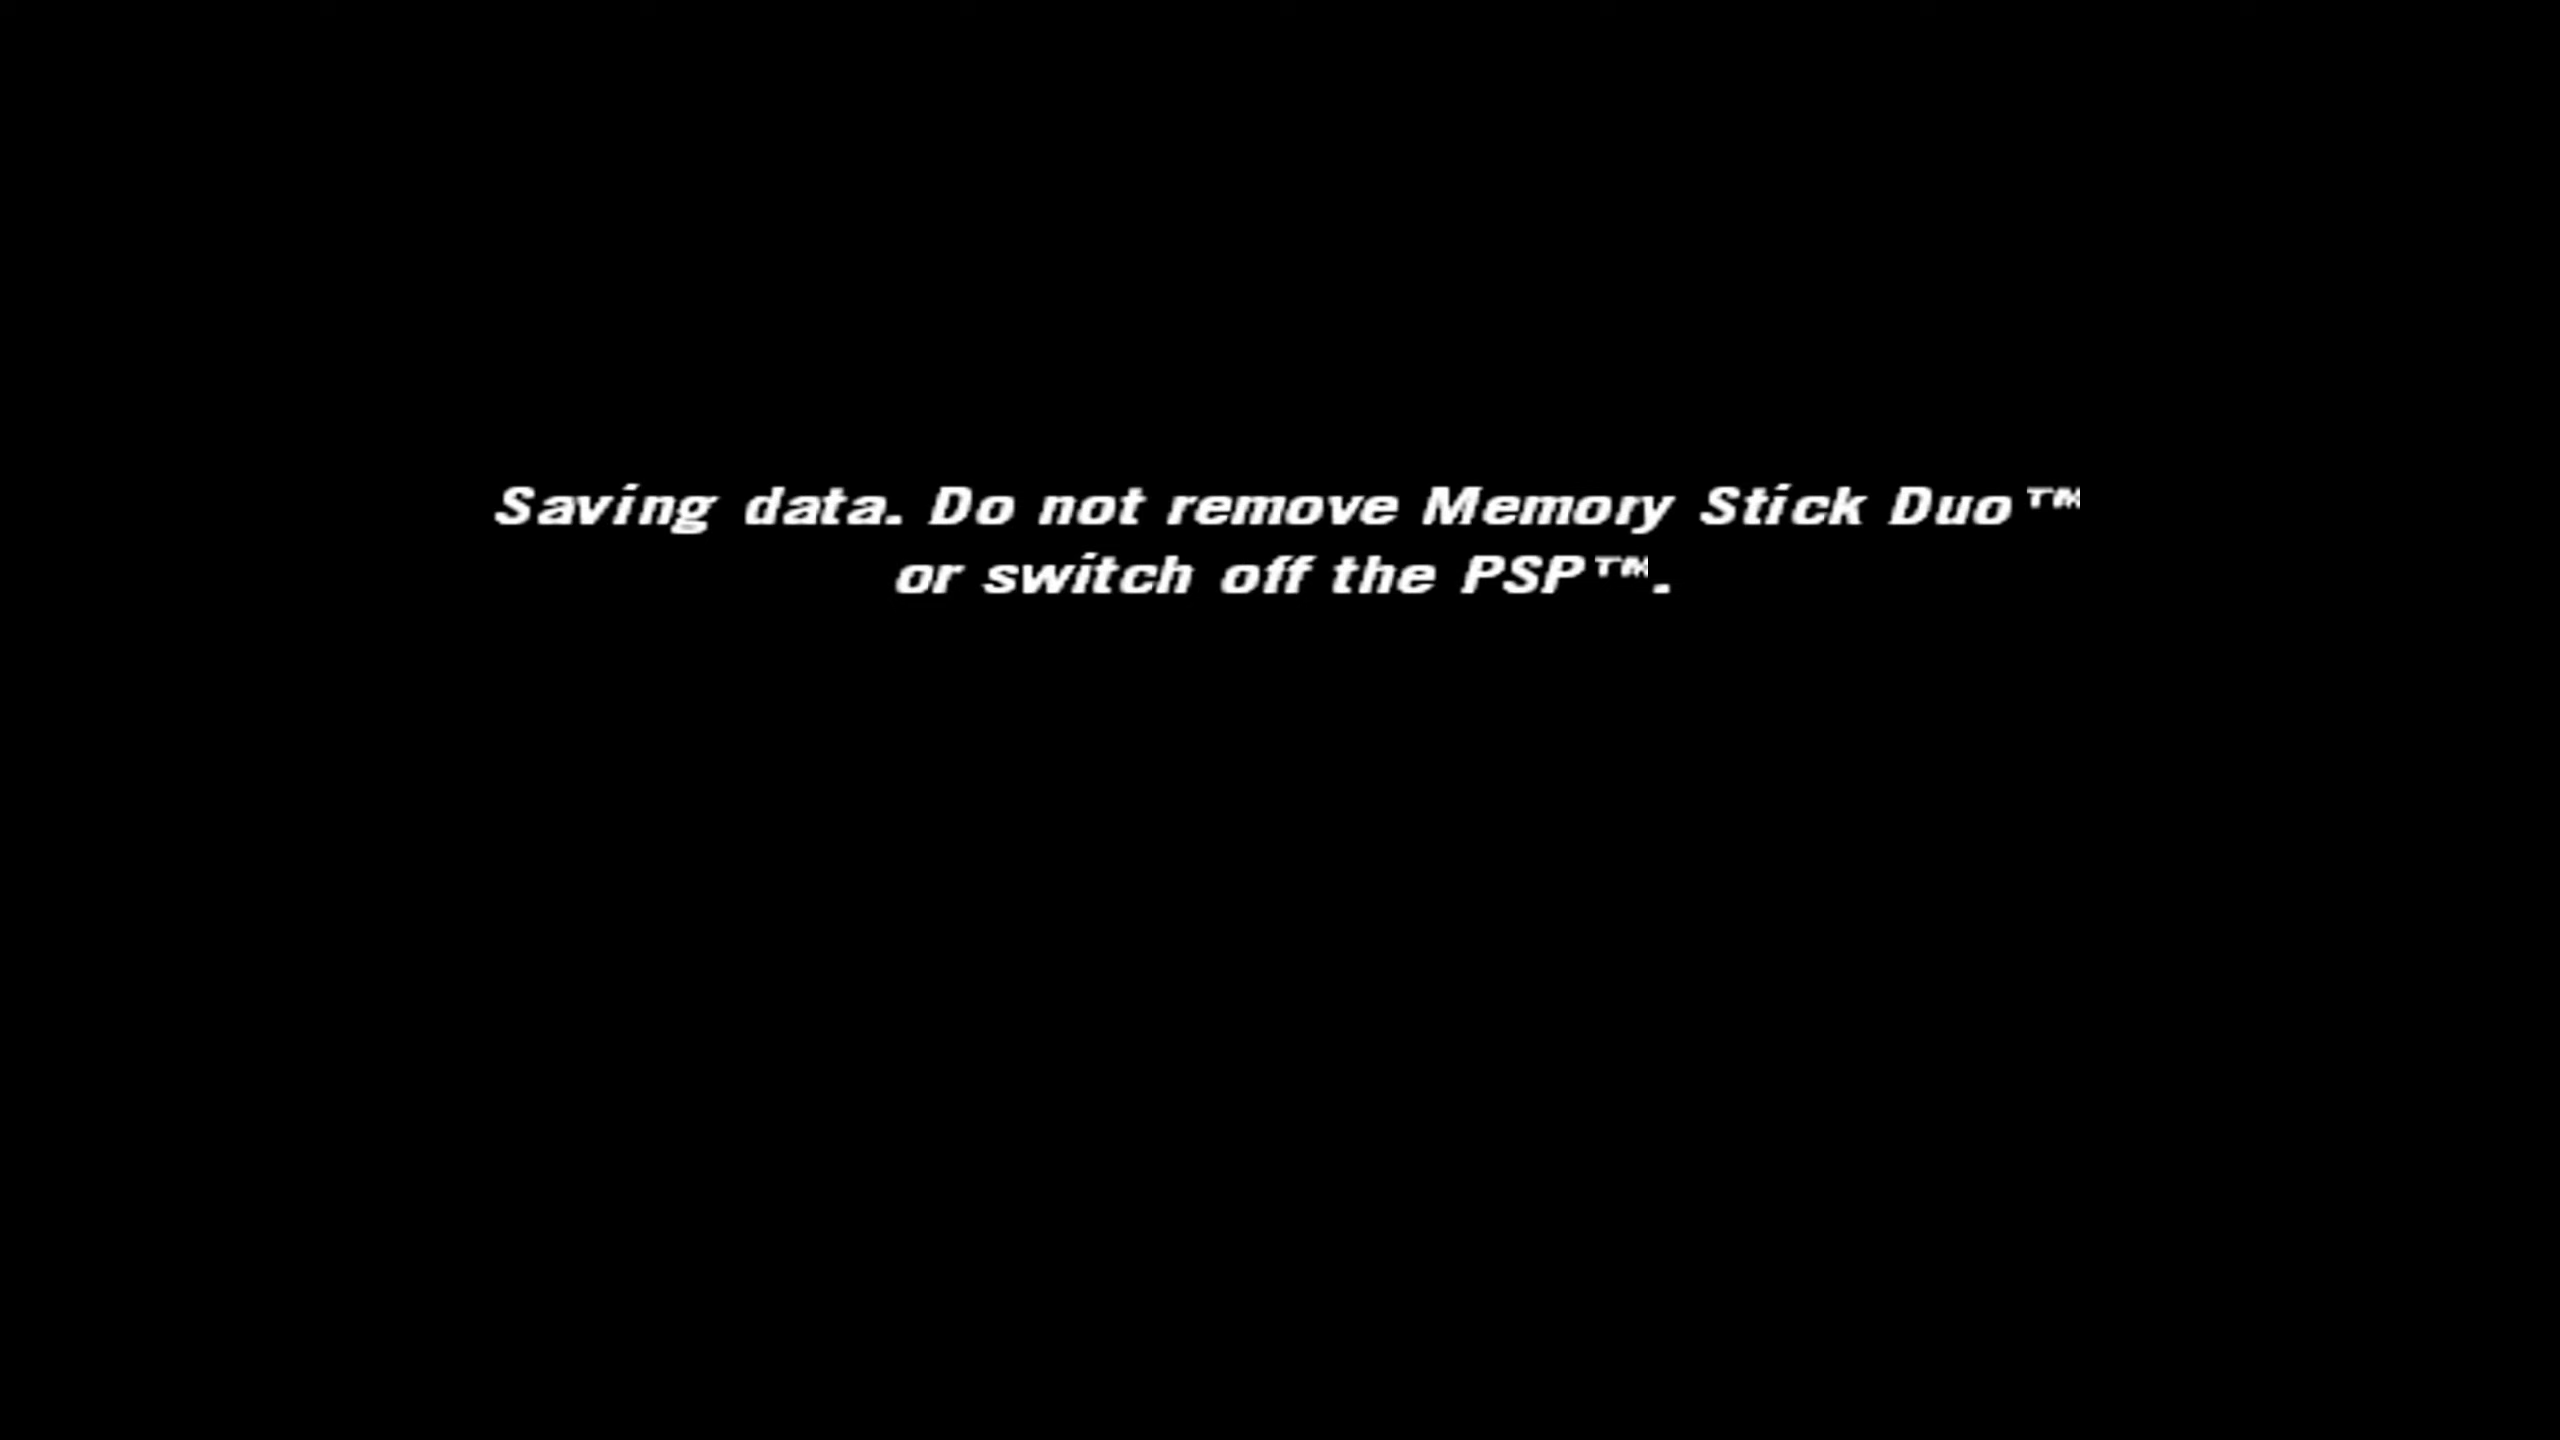 Saving data. Do not remove Memory Stick Duo™
or switch off the PSP™.